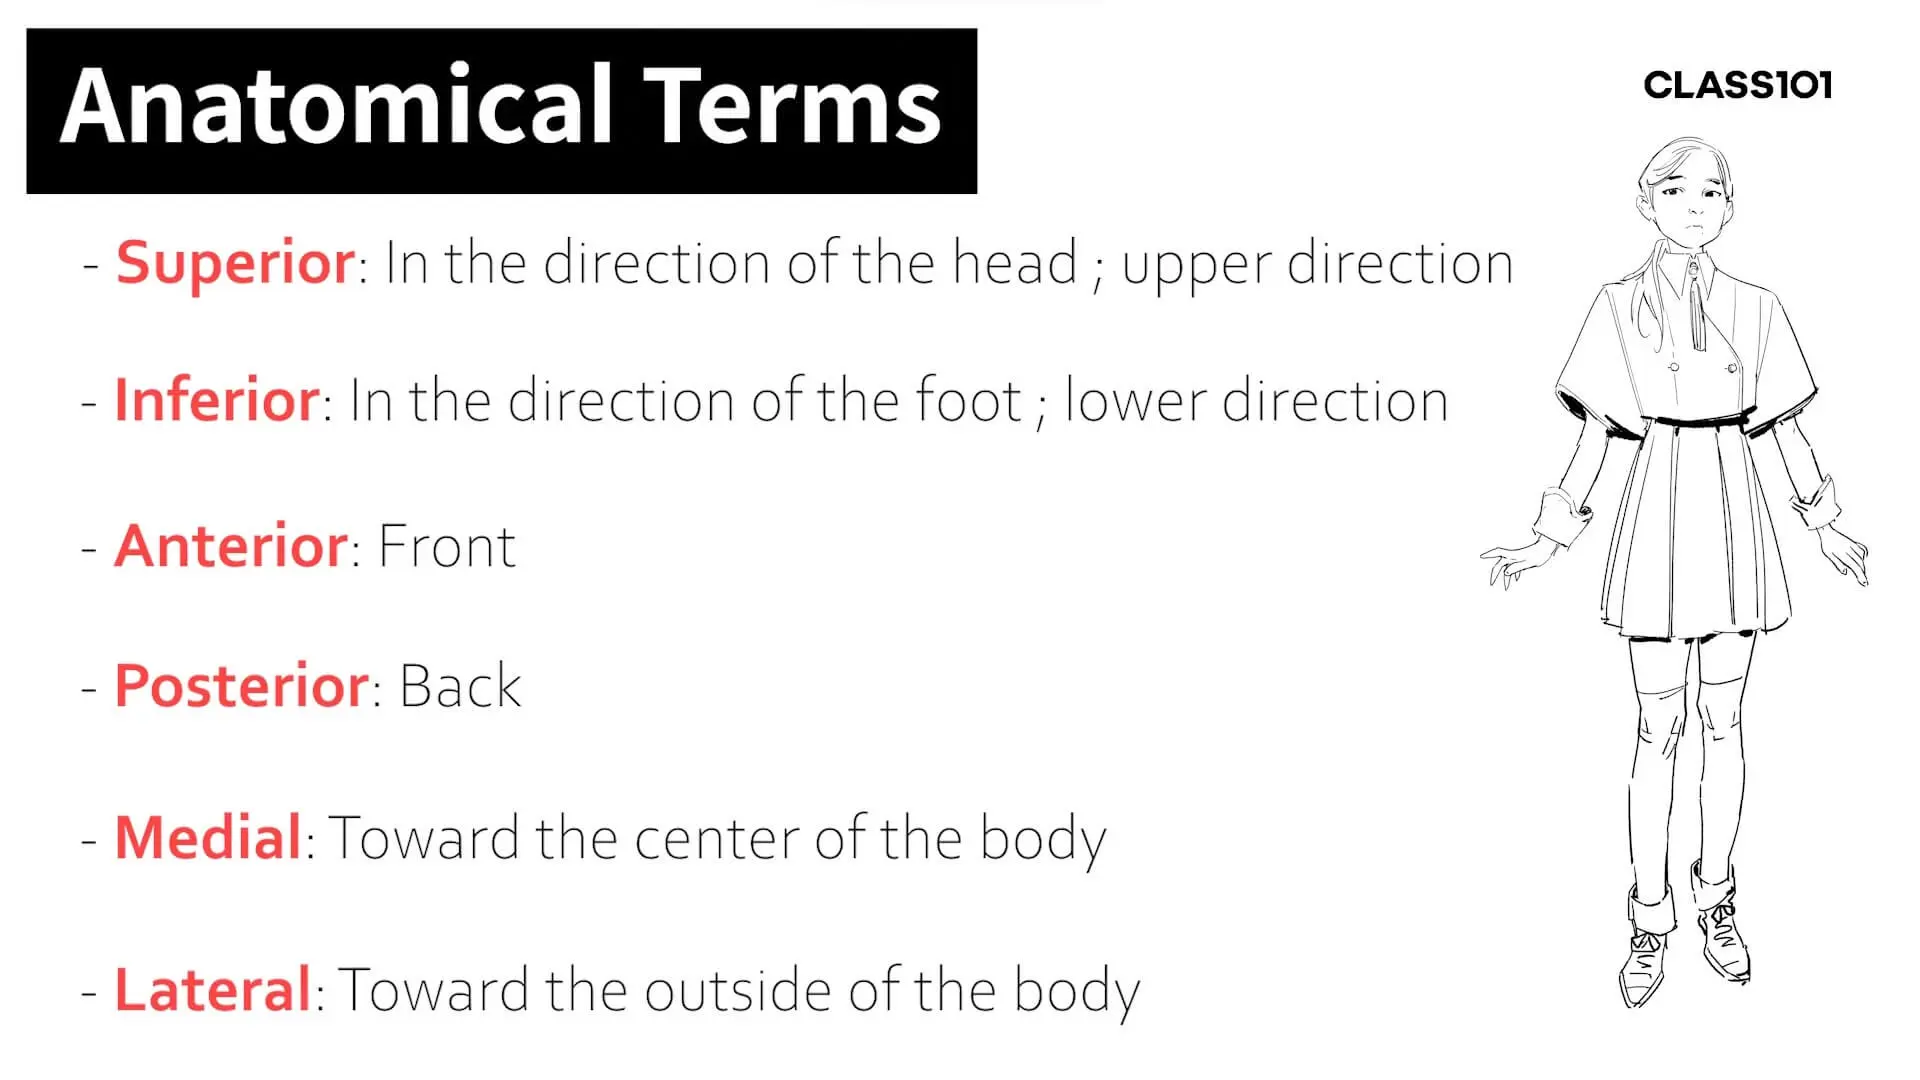 Anatomical Terms
CLASS101
- Superior: In the direction of the head ; upper direction
- Inferior: In the direction of the foot ; lower direction
- Anterior: Front
- Posterior: Back
- Medial: Toward the center of the body
- Lateral: Toward the outside of the body